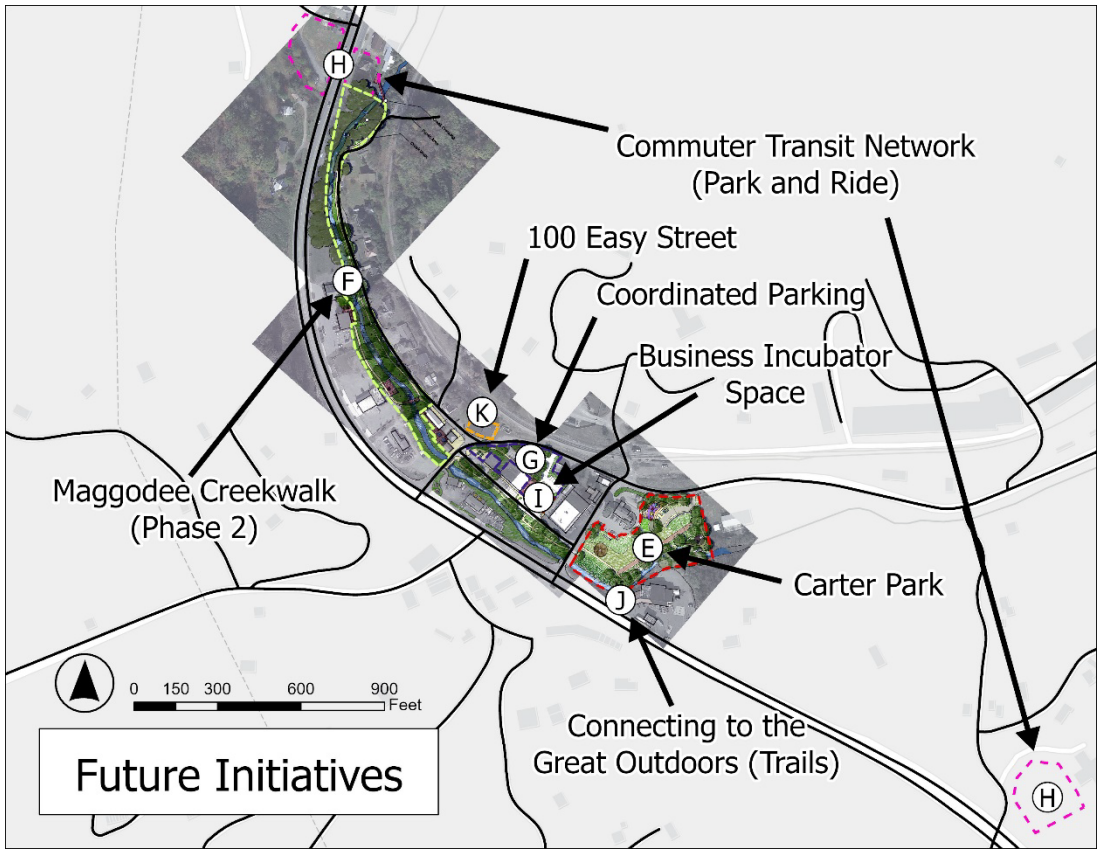 H
Commuter Transit Network
(Park and Ride)
100 Easy Street
F
Coordinated Parking
Business Incubator
Space
K
G
I
Maggodee Creekwalk
(Phase 2)
E
Carter Park
J
0 150 300 600 900
Feet
Connecting to the
Great Outdoors (Trails)
Future Initiatives
H